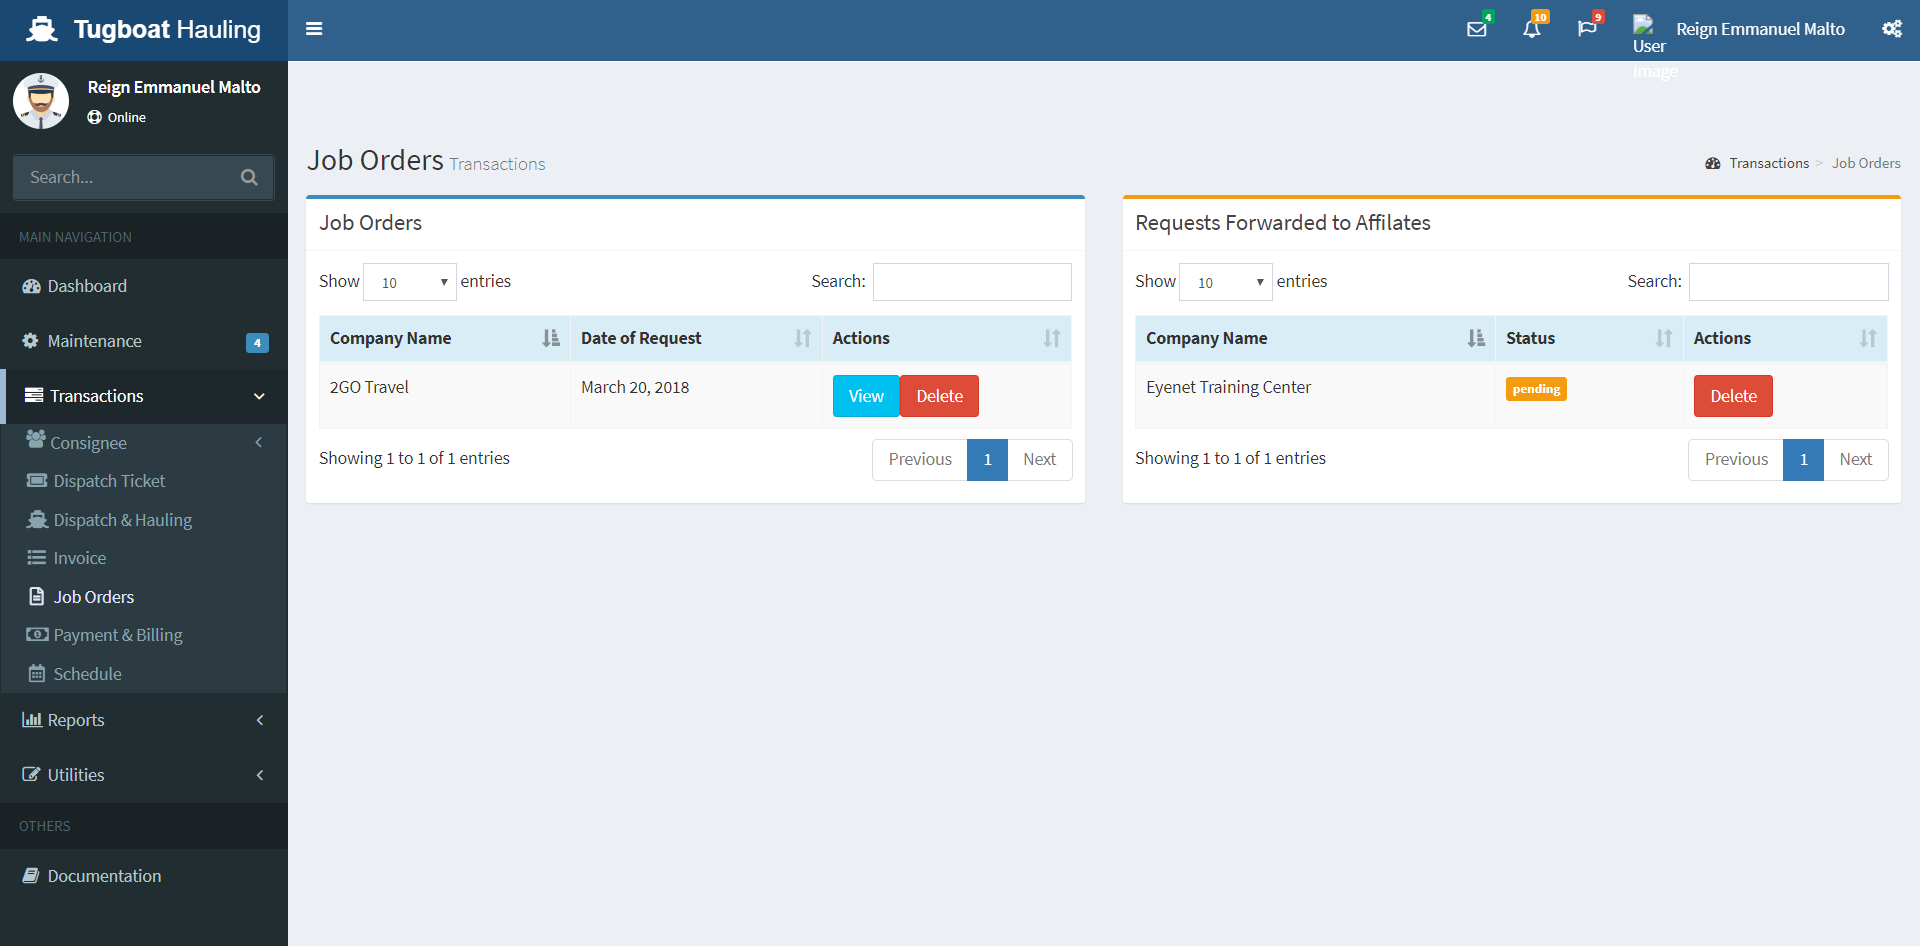 Tugboat Hauling
4
10
9
User Image
Reign Emmanuel Malto
Reign Emmanuel Malto
Online
Search...
MAIN NAVIGATION
Dashboard
Maintenance 4
Transactions
Consignee
Dispatch Ticket
Dispatch & Hauling
Invoice
Job Orders
Payment & Billing
Schedule
Reports
Utilities
OTHERS
Documentation
Job Orders Transactions
Transactions > Job Orders
Job Orders
Show 10 entries
Search:
Company Name Date of Request Actions
2GO Travel March 20, 2018 View Delete
Showing 1 to 1 of 1 entries
Previous 1 Next
Requests Forwarded to Affilates
Show 10 entries
Search:
Company Name Status Actions
Eyenet Training Center pending Delete
Showing 1 to 1 of 1 entries
Previous 1 Next